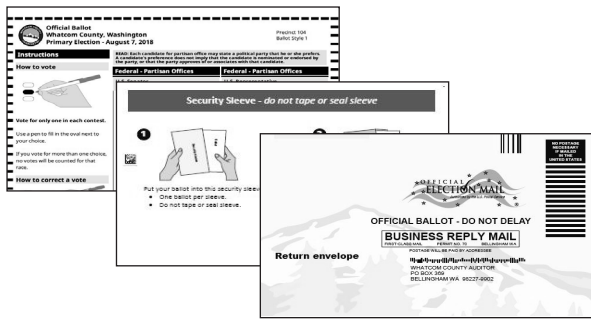 Official Ballot
Whatcom County, Washington
Primary Election - August 7, 2018
Precinct 104
Ballot Style 1
Instructions
How to vote
Vote for only one in each contest.
Use a pen to fill in the oval next to
your choice.
If you vote for more than one choice,
no votes will be counted for that
race.
How to correct a vote
READ: Each candidate for partisan office may state a political party that he or she prefers.
A candidate's preference does not imply that the candidate is nominated or endorsed by
the party, or that the party approves of or associates with that candidate.
Federal - Partisan Offices
Federal - Partisan Offices
Security Sleeve - do not tape or seal sleeve
1
Put your ballot into this security sleeve
• One ballot per sleeve.
• Do not tape or seal sleeve.
NO POSTAGE
NECESSARY
IF MAILED
IN THE
UNITED STATES
OFFICIAL
ELECTION MAIL
Authorized by the U.S. Postal Service
OFFICIAL BALLOT - DO NOT DELAY
BUSINESS REPLY MAIL
FIRST-CLASS MAIL PERMIT NO. 75 BELLINGHAM WA
POSTAGE WILL BE PAID BY ADDRESSEE
Return envelope
WHATCOM COUNTY AUDITOR
PO BOX 369
BELLINGHAM WA 98227-9902